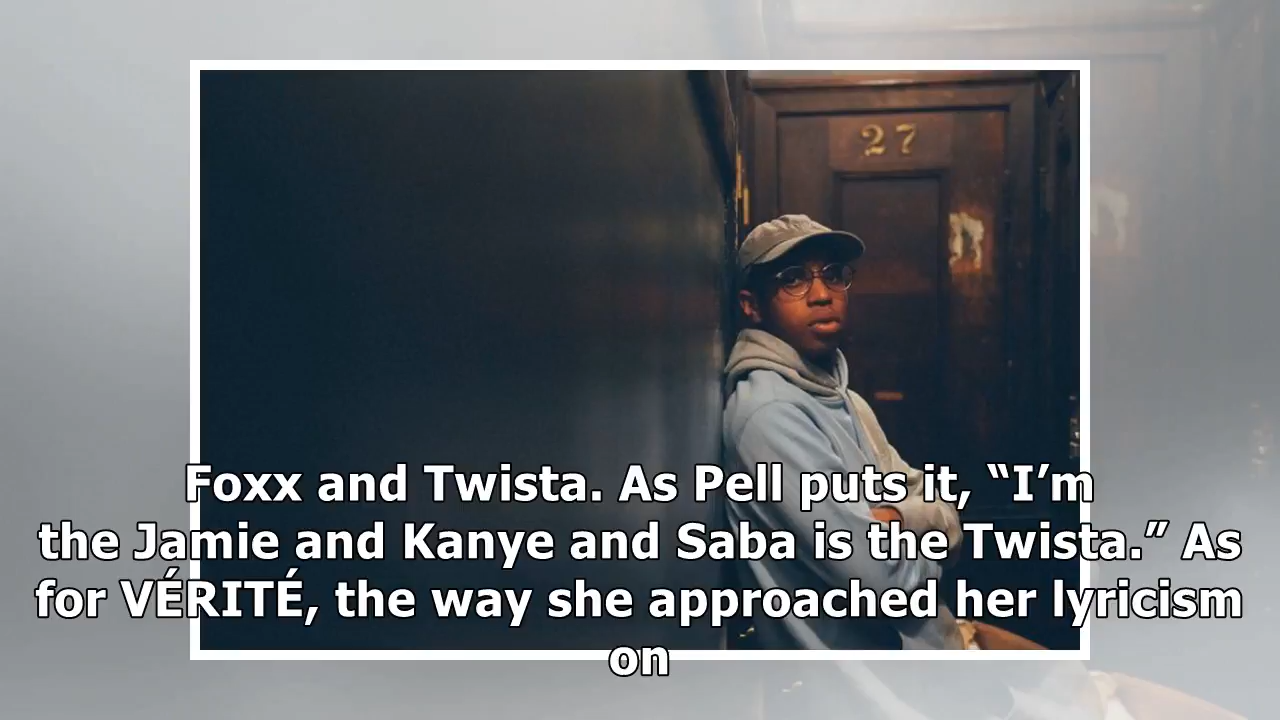 27
Foxx and Twista. As Pell puts it, “I’m
the Jamie and Kanye and Saba is the Twista.” As
for VÉRITÉ, the way she approached her lyricism
on